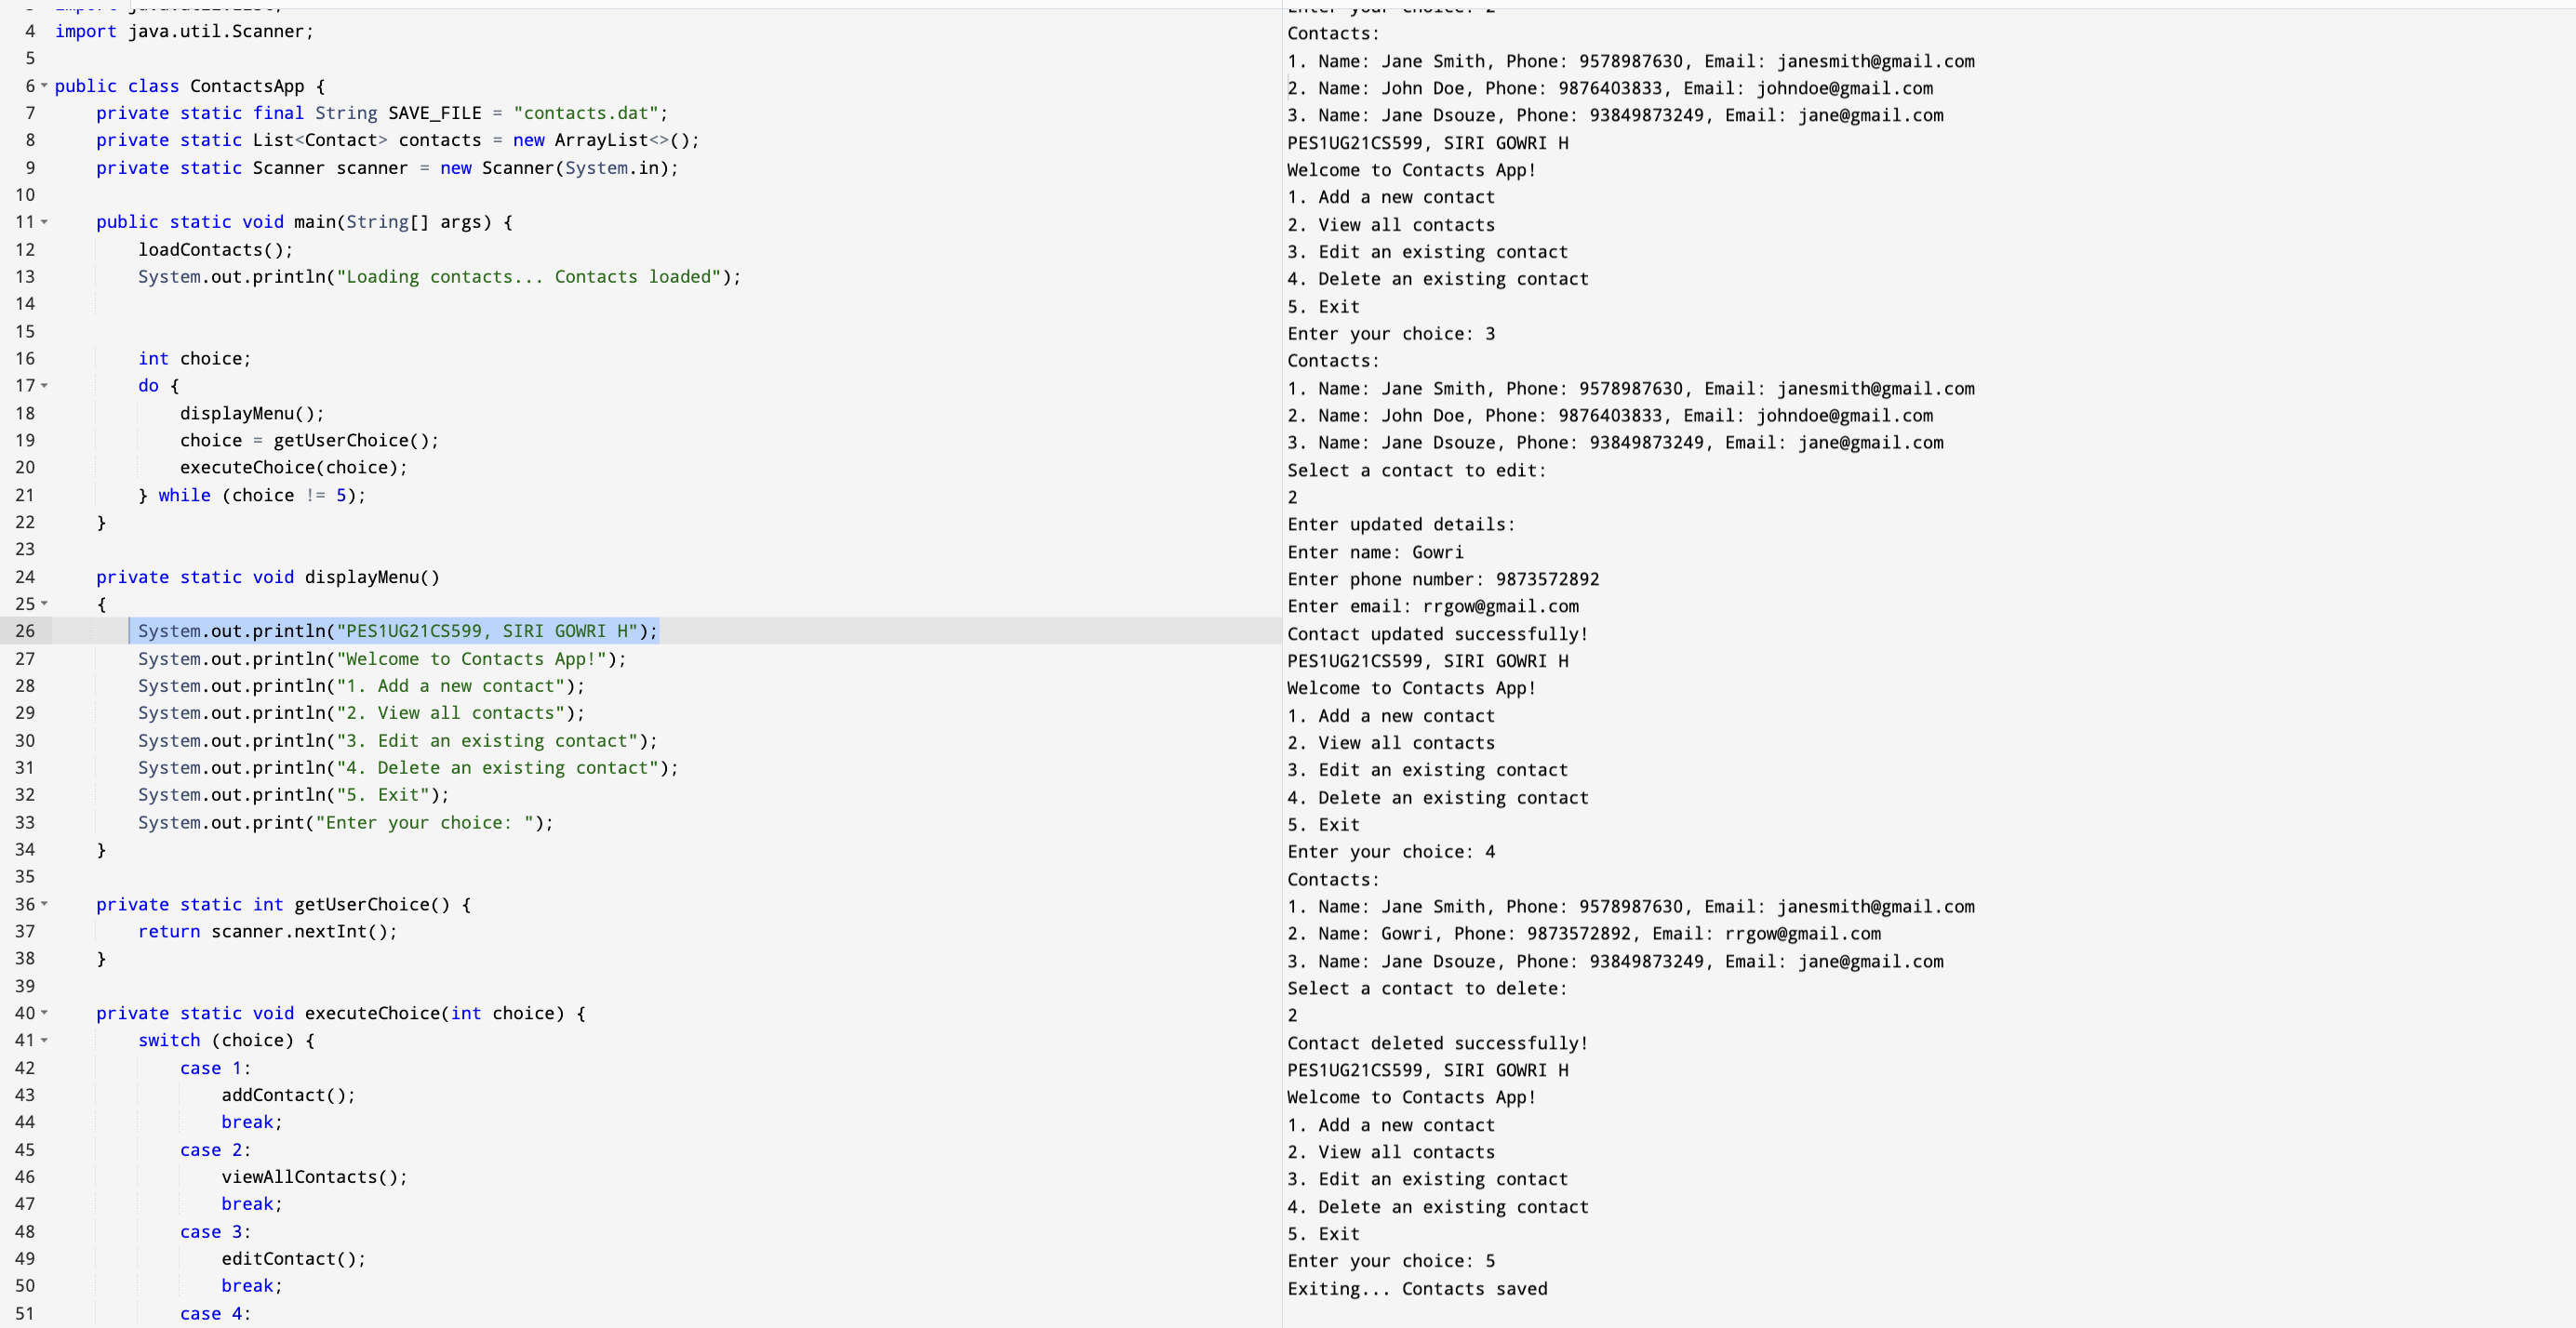 4 import java.util.Scanner;
5
6 public class ContactsApp {
7     private static final String SAVE_FILE = "contacts.dat";
8     private static List<Contact> contacts = new ArrayList<>();
9     private static Scanner scanner = new Scanner(System.in);
10
11     public static void main(String[] args) {
12         loadContacts();
13         System.out.println("Loading contacts... Contacts loaded");
14
15
16         int choice;
17         do {
18             displayMenu();
19             choice = getUserChoice();
20             executeChoice(choice);
21         } while (choice != 5);
22     }
23
24     private static void displayMenu()
25     {
26         System.out.println("PES1UG21CS599, SIRI GOWRI H");
27         System.out.println("Welcome to Contacts App!");
28         System.out.println("1. Add a new contact");
29         System.out.println("2. View all contacts");
30         System.out.println("3. Edit an existing contact");
31         System.out.println("4. Delete an existing contact");
32         System.out.println("5. Exit");
33         System.out.print("Enter your choice: ");
34     }
35
36     private static int getUserChoice() {
37         return scanner.nextInt();
38     }
39
40     private static void executeChoice(int choice) {
41         switch (choice) {
42             case 1:
43                 addContact();
44                 break;
45             case 2:
46                 viewAllContacts();
47                 break;
48             case 3:
49                 editContact();
50                 break;
51             case 4:
Enter your choice: 2
Contacts:
1. Name: Jane Smith, Phone: 9578987630, Email: janesmith@gmail.com
2. Name: John Doe, Phone: 9876403833, Email: johndoe@gmail.com
3. Name: Jane Dsouze, Phone: 93849873249, Email: jane@gmail.com
PES1UG21CS599, SIRI GOWRI H
Welcome to Contacts App!
1. Add a new contact
2. View all contacts
3. Edit an existing contact
4. Delete an existing contact
5. Exit
Enter your choice: 3
Contacts:
1. Name: Jane Smith, Phone: 9578987630, Email: janesmith@gmail.com
2. Name: John Doe, Phone: 9876403833, Email: johndoe@gmail.com
3. Name: Jane Dsouze, Phone: 93849873249, Email: jane@gmail.com
Select a contact to edit:
2
Enter updated details:
Enter name: Gowri
Enter phone number: 9873572892
Enter email: rrgow@gmail.com
Contact updated successfully!
PES1UG21CS599, SIRI GOWRI H
Welcome to Contacts App!
1. Add a new contact
2. View all contacts
3. Edit an existing contact
4. Delete an existing contact
5. Exit
Enter your choice: 4
Contacts:
1. Name: Jane Smith, Phone: 9578987630, Email: janesmith@gmail.com
2. Name: Gowri, Phone: 9873572892, Email: rrgow@gmail.com
3. Name: Jane Dsouze, Phone: 93849873249, Email: jane@gmail.com
Select a contact to delete:
2
Contact deleted successfully!
PES1UG21CS599, SIRI GOWRI H
Welcome to Contacts App!
1. Add a new contact
2. View all contacts
3. Edit an existing contact
4. Delete an existing contact
5. Exit
Enter your choice: 5
Exiting... Contacts saved